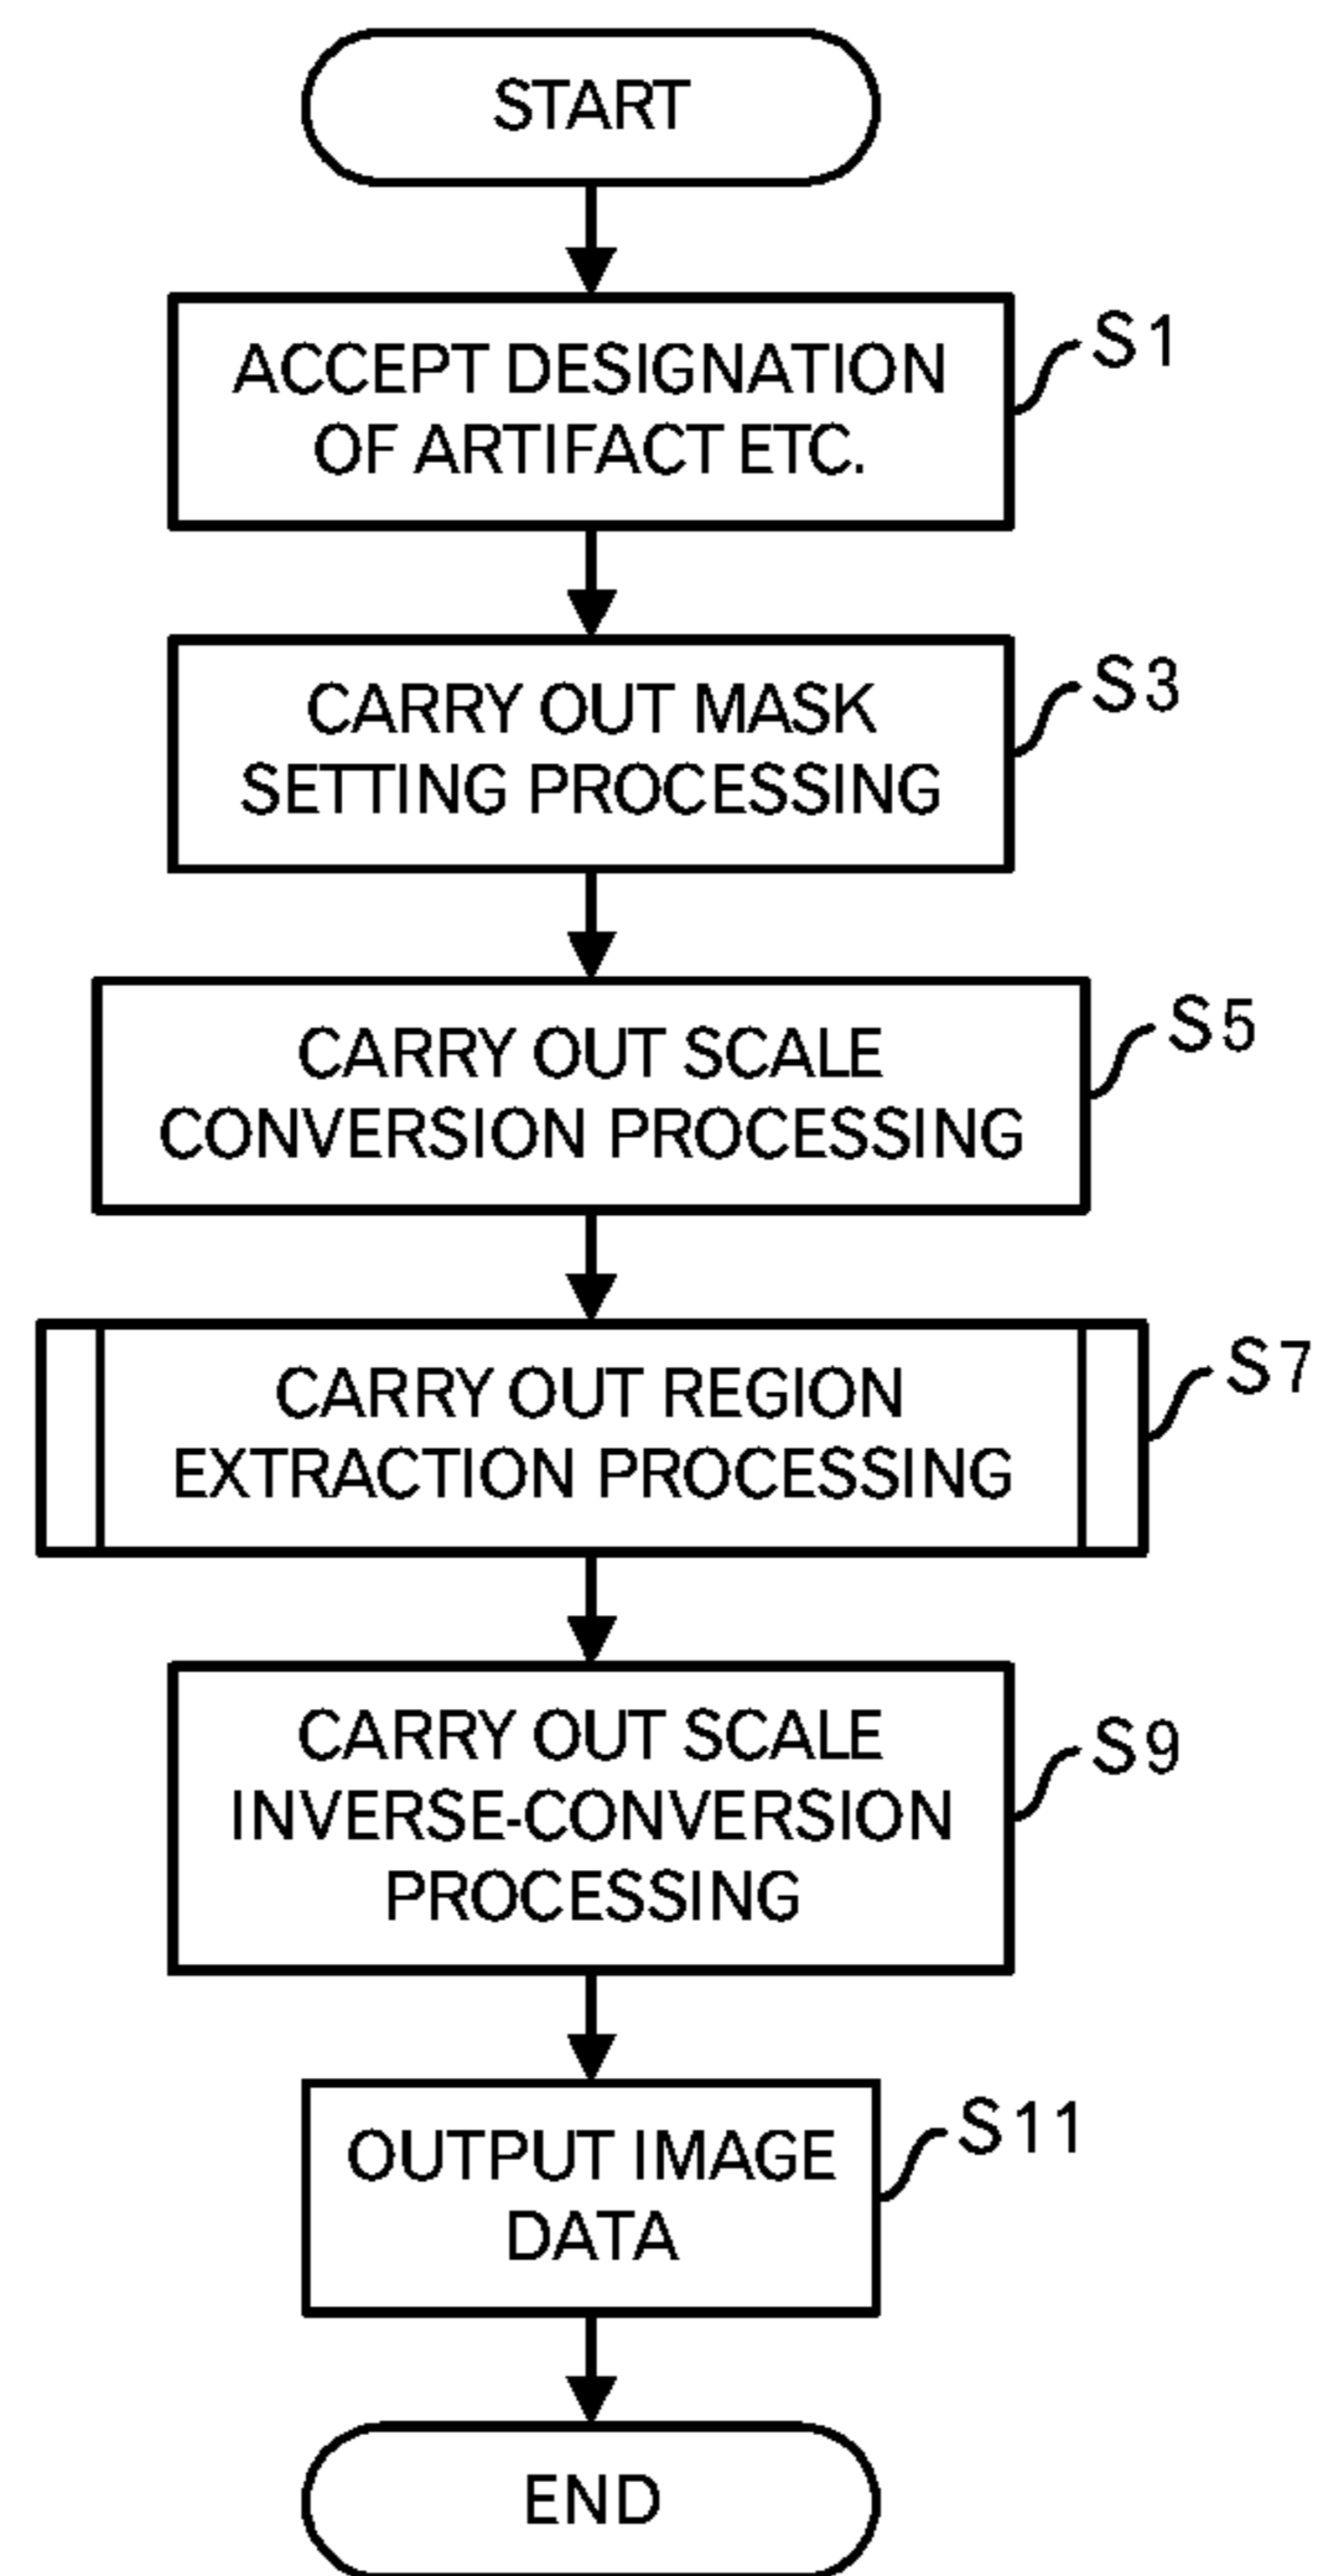 START
ACCEPT DESIGNATION
OF ARTIFACT ETC.
S1
CARRY OUT MASK
SETTING PROCESSING
S3
CARRY OUT SCALE
CONVERSION PROCESSING
S5
CARRY OUT REGION
EXTRACTION PROCESSING
S7
CARRY OUT SCALE
INVERSE-CONVERSION
PROCESSING
S9
OUTPUT IMAGE
DATA
S11
END